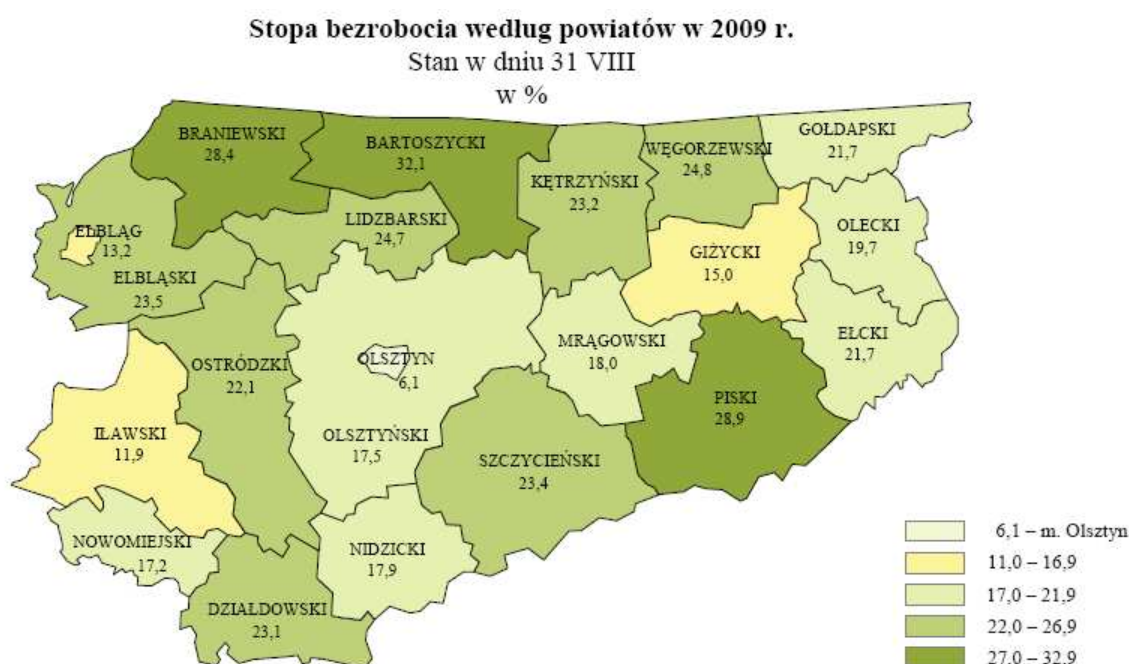 Stopa bezrobocia według powiatów w 2009 r.
Stan w dniu 31 VIII
w %
BRANIEWSKI
28,4
BARTOSZYCKI
32,1
KĘTRZYŃSKI
23,2
WĘGORZEWSKI
24,8
GOŁDAPSKI
21,7
ELBLĄG
13,2
LIDZBARSKI
24,7
GIŻYCKI
15,0
OLECKI
19,7
ELBLĄSKI
23,5
OSTRÓDZKI
22,1
OLSZTYN
6,1
MRĄGOWSKI
18,0
EŁCKI
21,7
IŁAWSKI
11,9
OLSZTYŃSKI
17,5
SZCZYCIEŃSKI
23,4
PISKI
28,9
NOWOMIEJSKI
17,2
NIDZICKI
17,9
DZIAŁDOWSKI
23,1
6,1 – m. Olsztyn
11,0 – 16,9
17,0 – 21,9
22,0 – 26,9
27,0 – 32,9